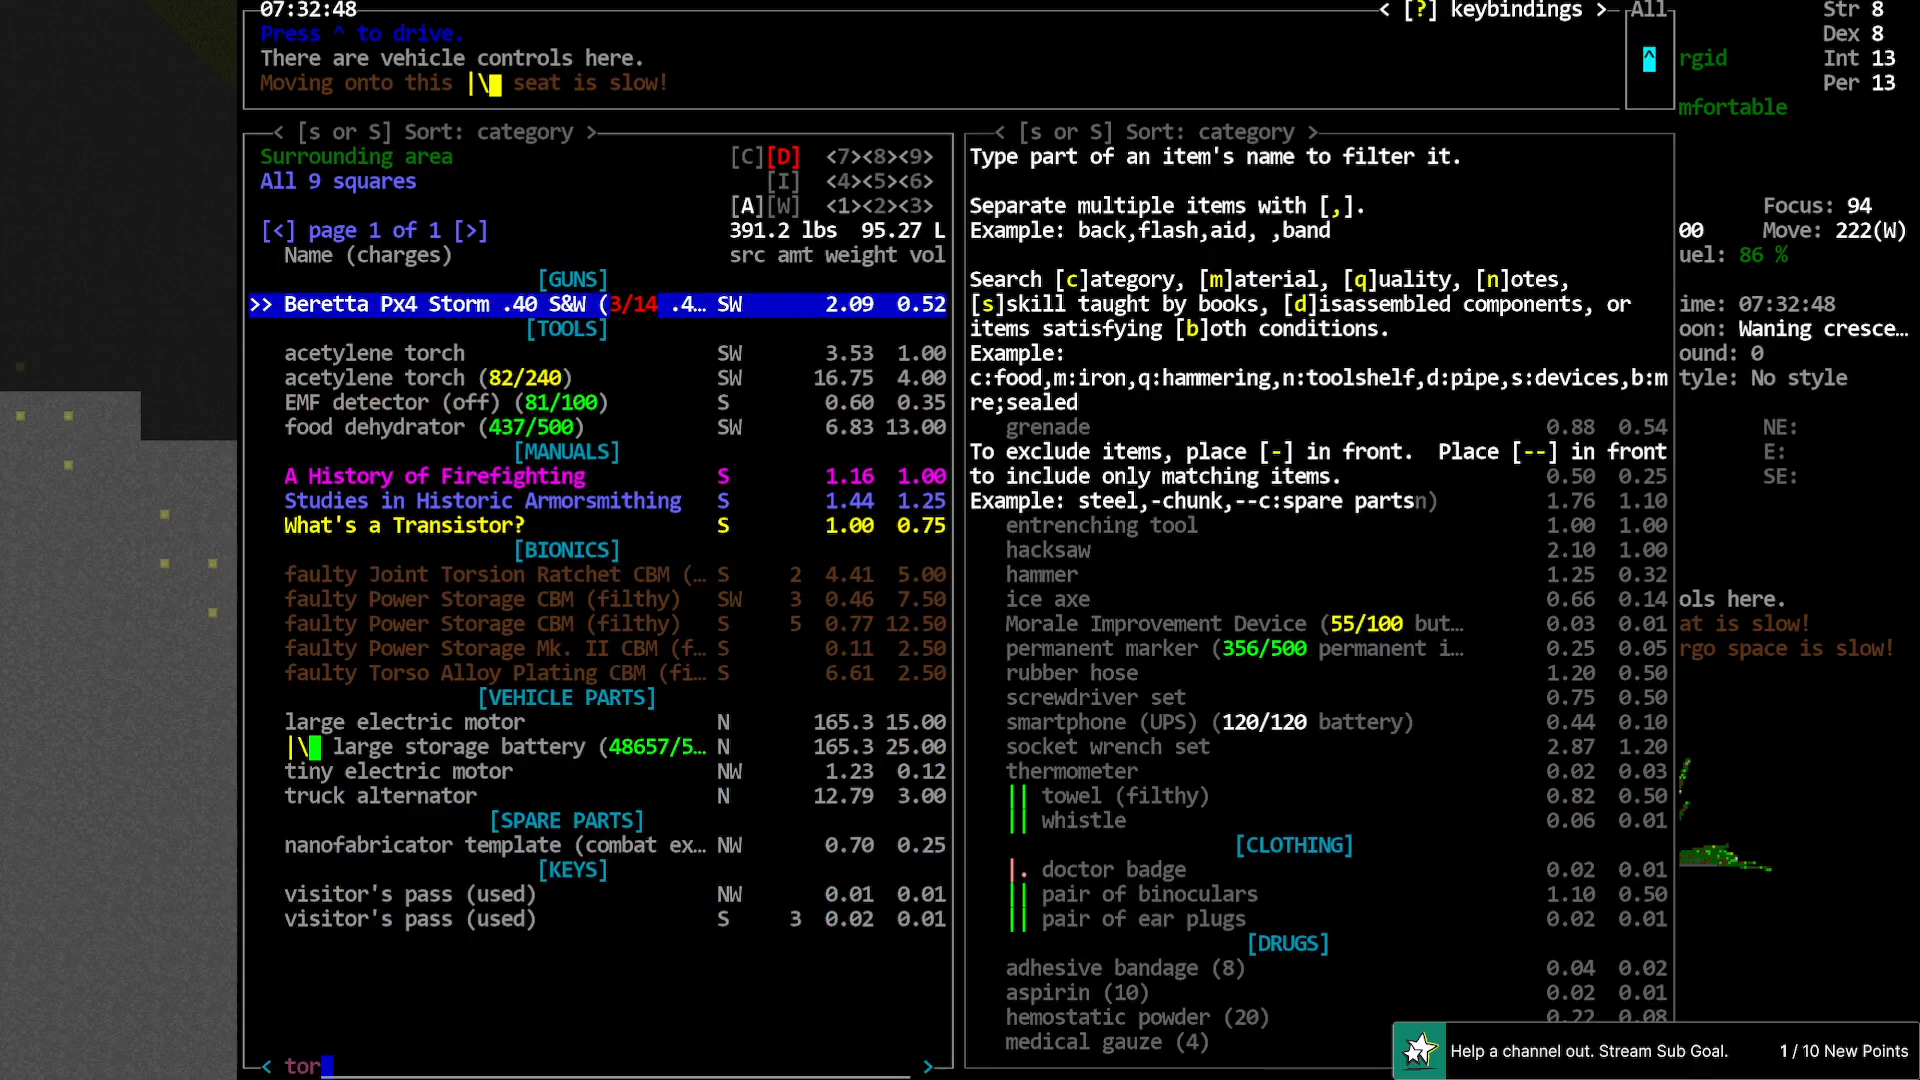 07:32:48
< [?] keybindings >
All
Press ^ to drive.
There are vehicle controls here.
Moving onto this |\ seat is slow!
^
Str 8
Dex 8
rgid
Int 13
Per 13
mfortable
< [s or S] Sort: category >
Surrounding area
[C][D] <7><8><9>
All 9 squares
[I] <4><5><6>
[A][W] <1><2><3>
[<] page 1 of 1 [>]
391.2 lbs 95.27 L
Name (charges) src amt weight vol
[GUNS]
>> Beretta Px4 Storm .40 S&W (3/14 .4… SW 2.09 0.52
[TOOLS]
acetylene torch SW 3.53 1.00
acetylene torch (82/240) SW 16.75 4.00
EMF detector (off) (81/100) S 0.60 0.35
food dehydrator (437/500) SW 6.83 13.00
[MANUALS]
A History of Firefighting S 1.16 1.00
Studies in Historic Armorsmithing S 1.44 1.25
What's a Transistor? S 1.00 0.75
[BIONICS]
faulty Joint Torsion Ratchet CBM (… S 2 4.41 5.00
faulty Power Storage CBM (filthy) SW 3 0.46 7.50
faulty Power Storage CBM (filthy) S 5 0.77 12.50
faulty Power Storage Mk. II CBM (f… S 0.11 2.50
faulty Torso Alloy Plating CBM (fi… S 6.61 2.50
[VEHICLE PARTS]
large electric motor N 165.3 15.00
|\ large storage battery (48657/5… N 165.3 25.00
tiny electric motor NW 1.23 0.12
truck alternator N 12.79 3.00
[SPARE PARTS]
nanofabricator template (combat ex… NW 0.70 0.25
[KEYS]
visitor's pass (used) NW 0.01 0.01
visitor's pass (used) S 3 0.02 0.01
< tor >
< [s or S] Sort: category >
Type part of an item's name to filter it.
Separate multiple items with [,].
Example: back,flash,aid, ,band
Search [c]ategory, [m]aterial, [q]uality, [n]otes,
[s]skill taught by books, [d]isassembled components, or
items satisfying [b]oth conditions.
Example:
c:food,m:iron,q:hammering,n:toolshelf,d:pipe,s:devices,b:m
re;sealed
grenade 0.88 0.54
To exclude items, place [-] in front. Place [--] in front
to include only matching items. 0.50 0.25
Example: steel,-chunk,--c:spare partsn) 1.76 1.10
entrenching tool 1.00 1.00
hacksaw 2.10 1.00
hammer 1.25 0.32
ice axe 0.66 0.14
Morale Improvement Device (55/100 but… 0.03 0.01
permanent marker (356/500 permanent i… 0.25 0.05
rubber hose 1.20 0.50
screwdriver set 0.75 0.50
smartphone (UPS) (120/120 battery) 0.44 0.10
socket wrench set 2.87 1.20
thermometer 0.02 0.03
|| towel (filthy) 0.82 0.50
|| whistle 0.06 0.01
[CLOTHING]
|. doctor badge 0.02 0.01
|| pair of binoculars 1.10 0.50
|| pair of ear plugs 0.02 0.01
[DRUGS]
adhesive bandage (8) 0.04 0.02
aspirin (10) 0.02 0.01
hemostatic powder (20) 0.22 0.08
medical gauze (4)
Focus: 94
00 Move: 222(W)
uel: 86 %
ime: 07:32:48
oon: Waning cresce…
ound: 0
tyle: No style
NE:
E:
SE:
ols here.
at is slow!
rgo space is slow!
Help a channel out. Stream Sub Goal. 1 / 10 New Points